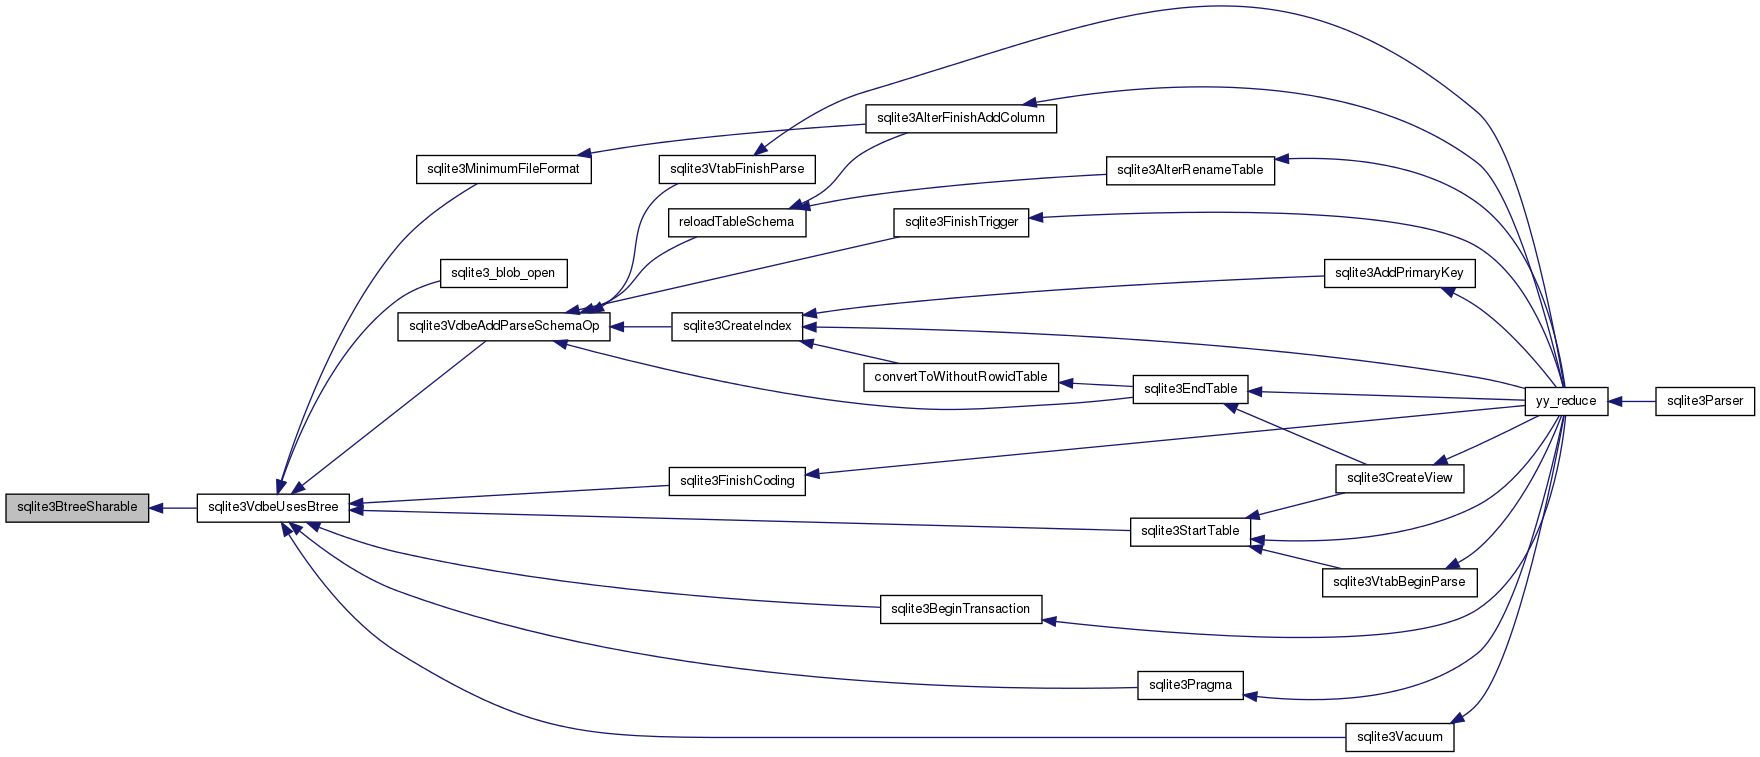 sqlite3AlterFinishAddColumn
sqlite3MinimumFileFormat
sqlite3VtabFinishParse
sqlite3AlterRenameTable
reloadTableSchema
sqlite3FinishTrigger
sqlite3_blob_open
sqlite3AddPrimaryKey
sqlite3VdbeAddParseSchemaOp
sqlite3CreateIndex
convertToWithoutRowidTable
sqlite3EndTable
yy_reduce
sqlite3Parser
sqlite3FinishCoding
sqlite3CreateView
sqlite3BtreeSharable
sqlite3VdbeUsesBtree
sqlite3StartTable
sqlite3VtabBeginParse
sqlite3BeginTransaction
sqlite3Pragma
sqlite3Vacuum